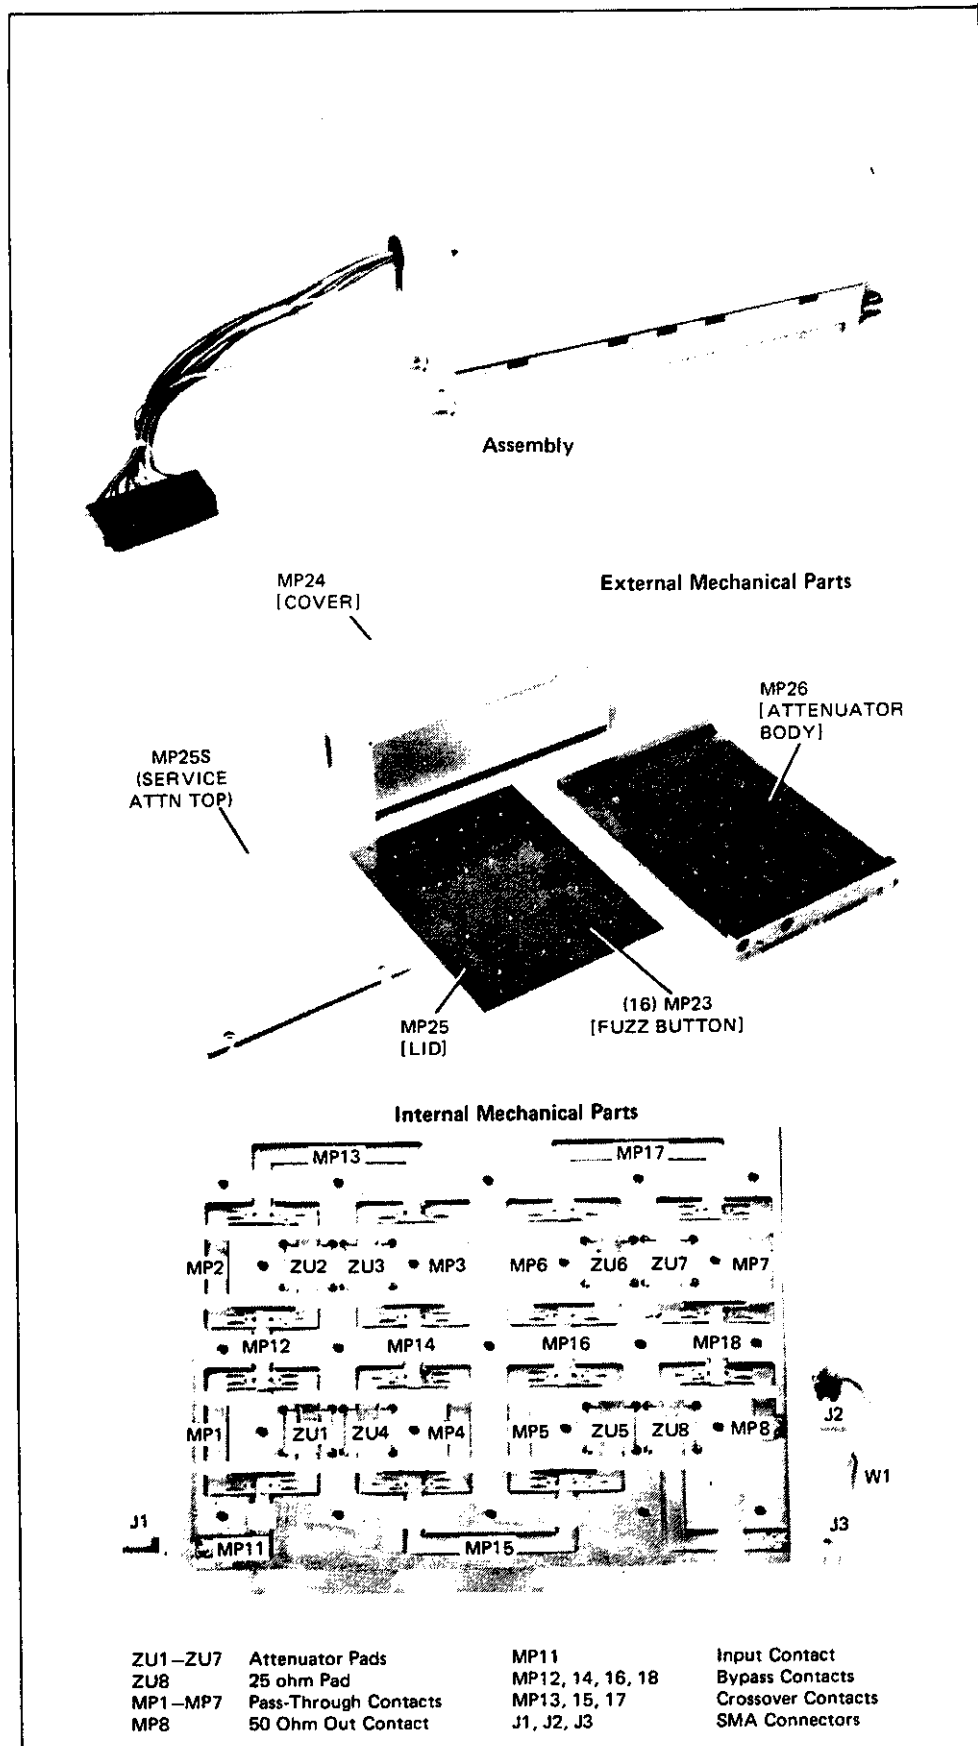 Assembly
MP24
[COVER]
External Mechanical Parts
MP26
[ATTENUATOR
BODY]
MP25S
(SERVICE
ATTN TOP)
(16) MP23
[FUZZ BUTTON]
MP25
[LID]
Internal Mechanical Parts
MP13 MP17
MP2 ZU2 ZU3 MP3 MP6 ZU6 ZU7 MP7
MP12 MP14 MP16 MP18
MP1 ZU1 ZU4 MP4 MP5 ZU5 ZU8 MP8 J2
W1
J1 MP11 MP15 J3
ZU1–ZU7 Attenuator Pads MP11 Input Contact
ZU8 25 ohm Pad MP12, 14, 16, 18 Bypass Contacts
MP1–MP7 Pass-Through Contacts MP13, 15, 17 Crossover Contacts
MP8 50 Ohm Out Contact J1, J2, J3 SMA Connectors